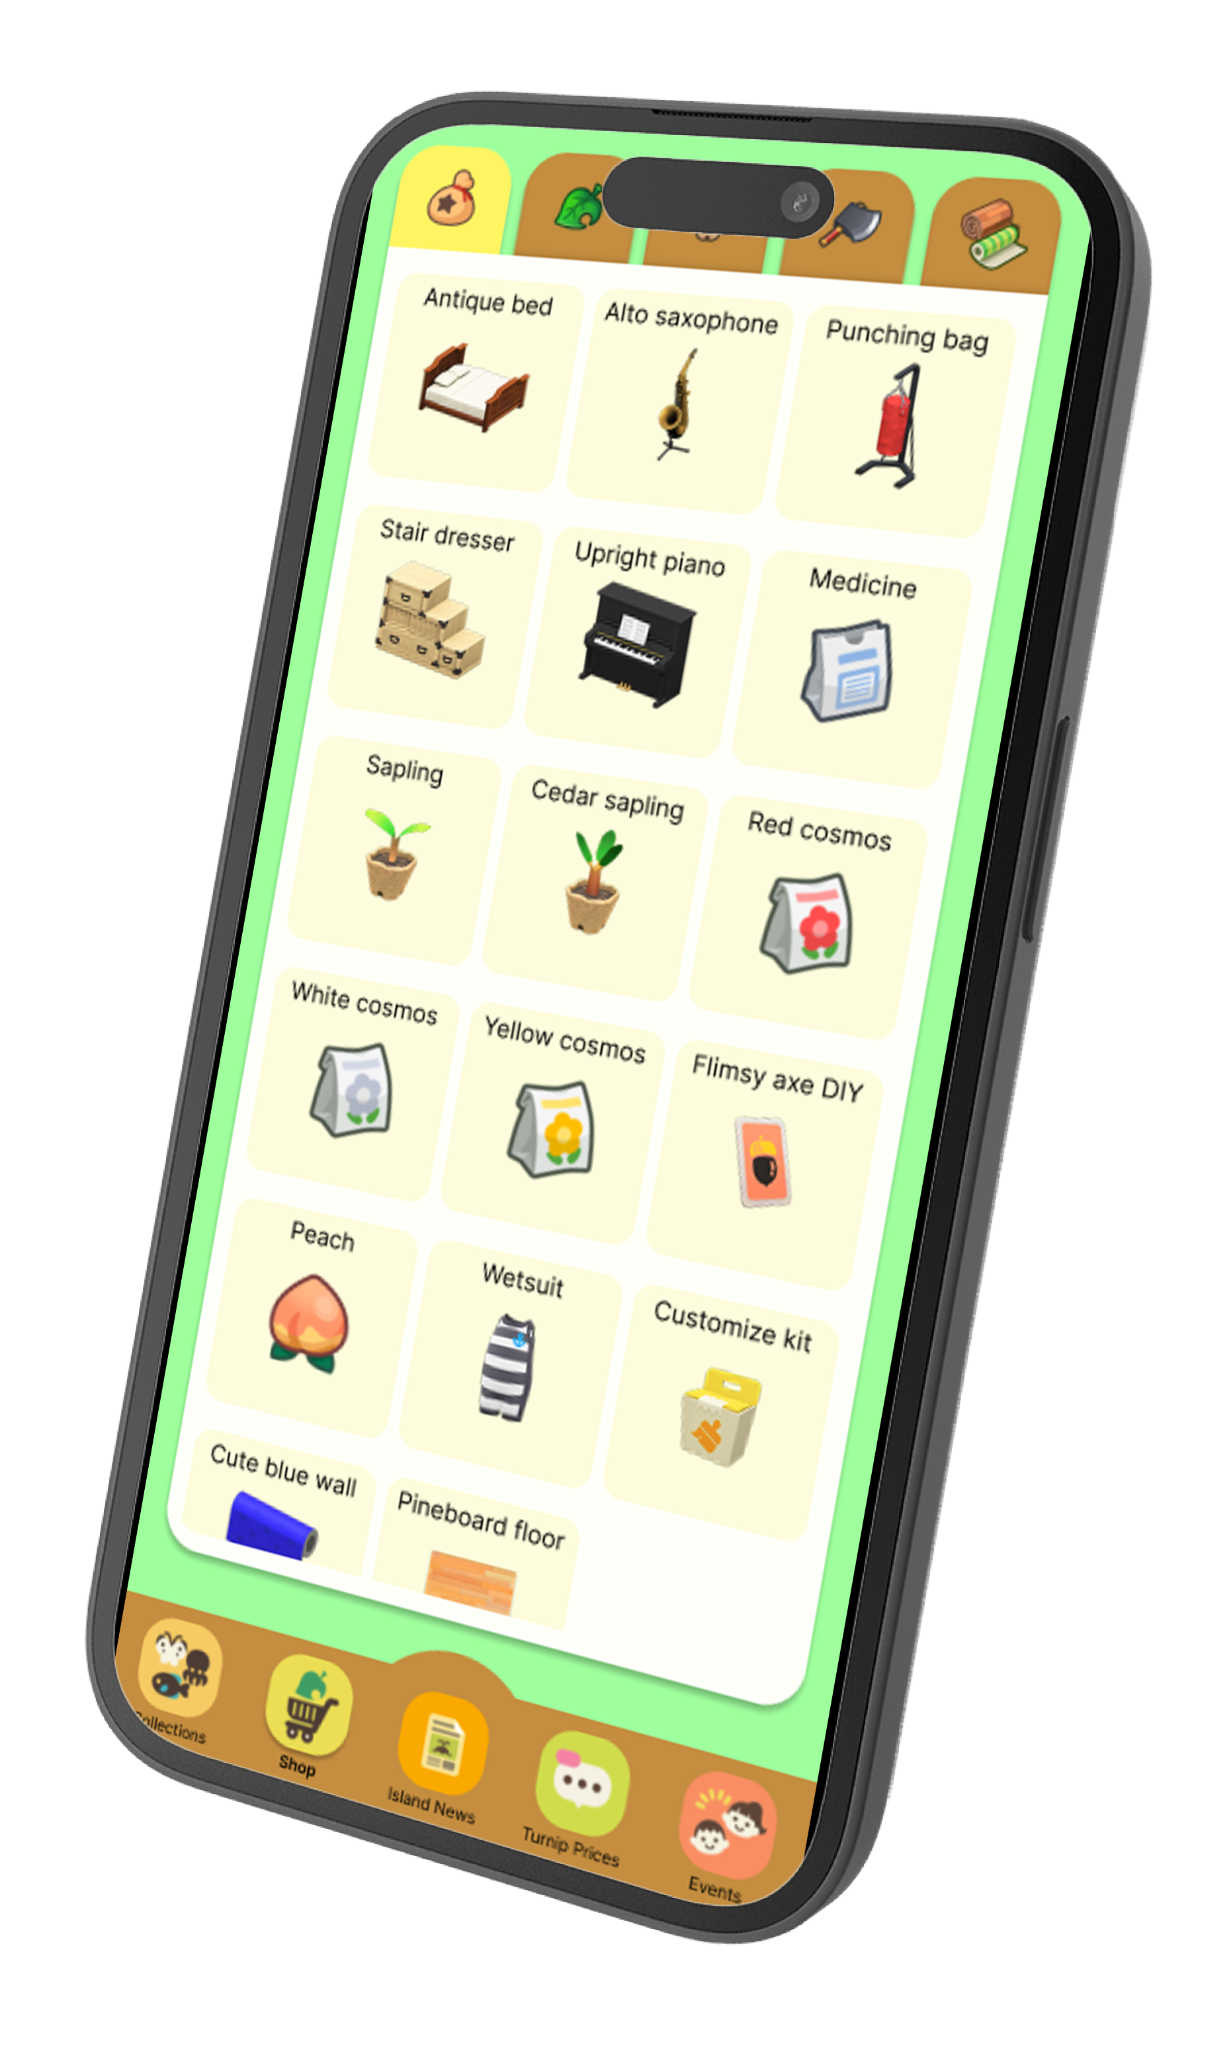 Antique bed
Alto saxophone
Punching bag
Stair dresser
Upright piano
Medicine
Sapling
Cedar sapling
Red cosmos
White cosmos
Yellow cosmos
Flimsy axe DIY
Peach
Wetsuit
Customize kit
Cute blue wall
Pineboard floor
Collections
Shop
Island News
Turnip Prices
Events